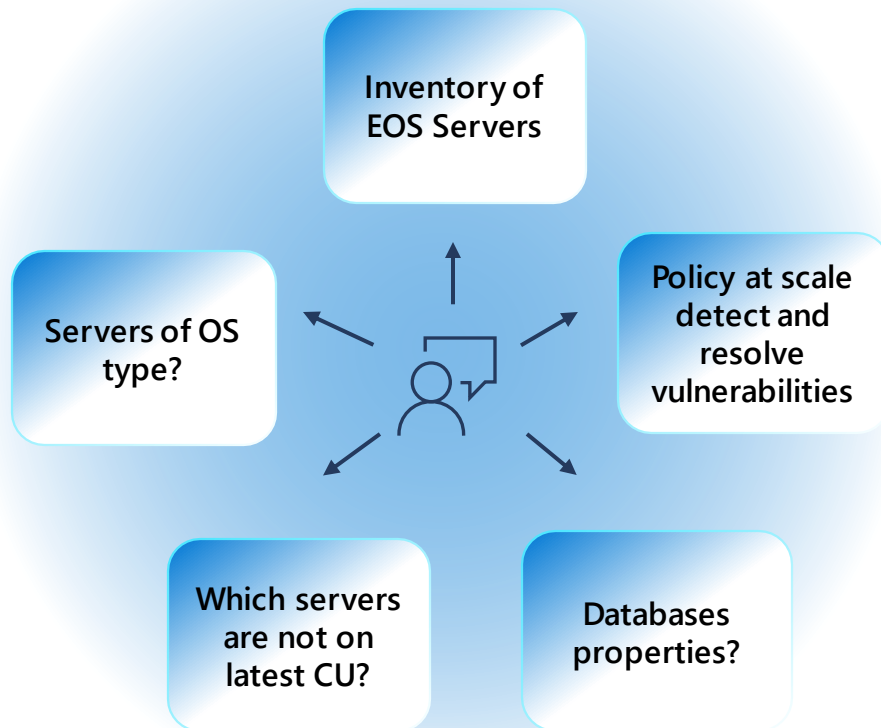 Inventory of
EOS Servers
Servers of OS
type?
Policy at scale
detect and
resolve
vulnerabilities
Which servers
are not on
latest CU?
Databases
properties?